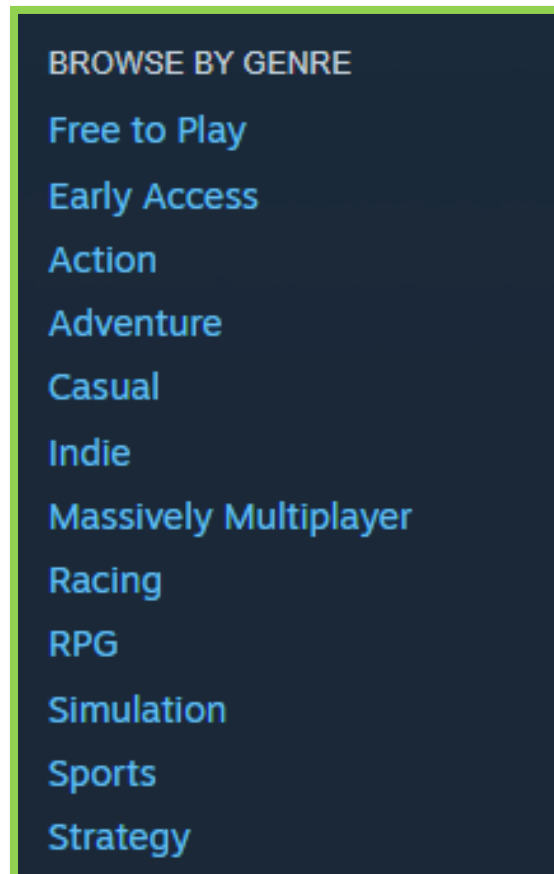 BROWSE BY GENRE
Free to Play
Early Access
Action
Adventure
Casual
Indie
Massively Multiplayer
Racing
RPG
Simulation
Sports
Strategy